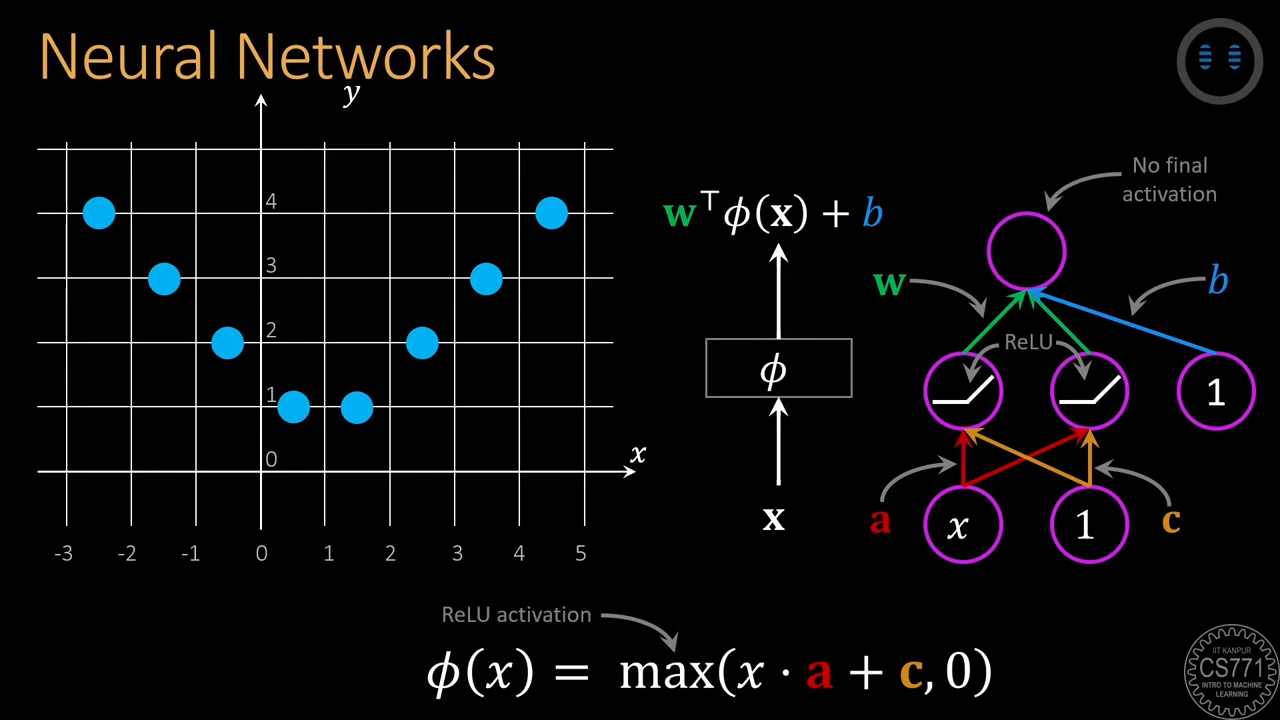 Neural Networks
y
4
3
2
1
0
x
-3 -2 -1 0 1 2 3 4 5
w⊤ϕ(x) + b
ϕ
x
No final
activation
w
b
ReLU
1
a
x
1
c
ReLU activation
ϕ(x) = max(x · a + c, 0)
IIT KANPUR
CS771
INTRO TO MACHINE
LEARNING